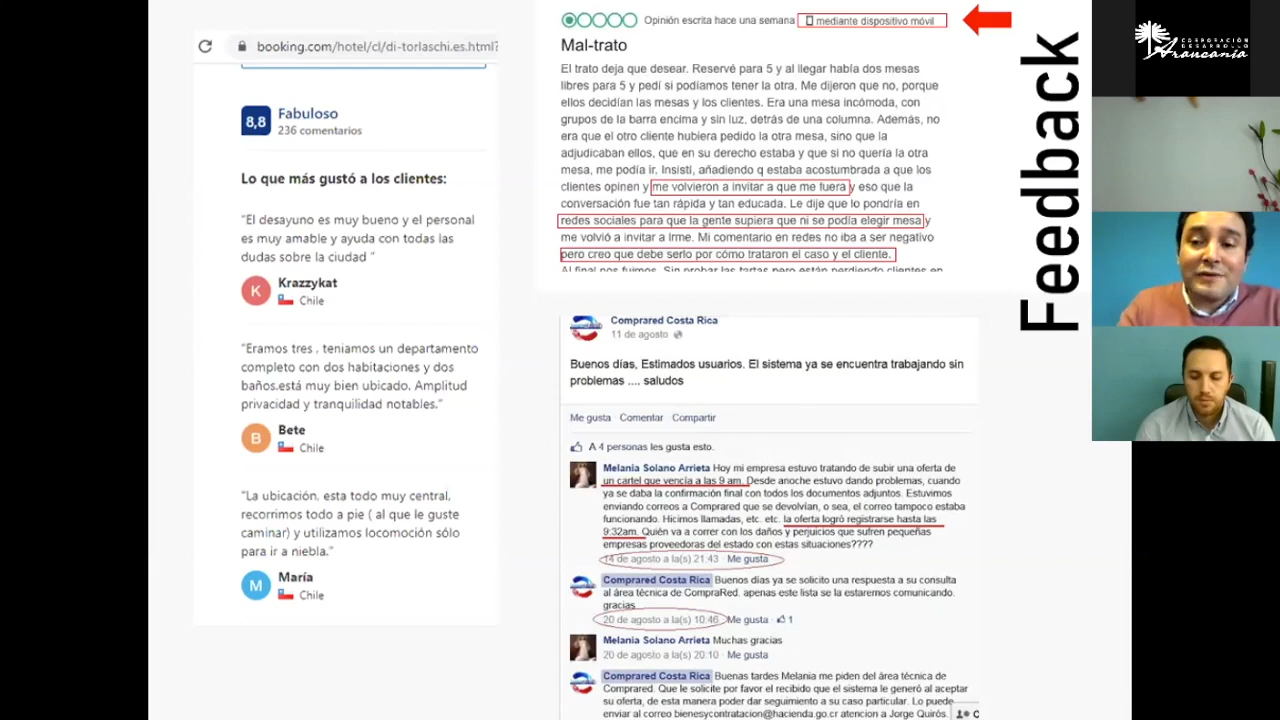 booking.com/hotel/cl/di-torlaschi.es.html?
8,8
Fabuloso
236 comentarios
Lo que más gustó a los clientes:
“El desayuno es muy bueno y el personal
es muy amable y ayuda con todas las
dudas sobre la ciudad ”
K
Krazzykat
Chile
“Eramos tres , teniamos un departamento
completo con dos habitaciones y dos
baños.está muy bien ubicado. Amplitud
privacidad y tranquilidad notables.”
B
Bete
Chile
“La ubicación. esta todo muy central,
recorrimos todo a pie ( al que le guste
caminar) y utilizamos locomoción sólo
para ir a niebla.”
M
María
Chile
Opinión escrita hace una semana mediante dispositivo móvil
Mal-trato
El trato deja que desear. Reservé para 5 y al llegar había dos mesas
libres para 5 y pedí si podíamos tener la otra. Me dijeron que no, porque
ellos decidían las mesas y los clientes. Era una mesa incómoda, con
grupos de la barra encima y sin luz, detrás de una columna. Además, no
era que el otro cliente hubiera pedido la otra mesa, sino que la
adjudicaban ellos, que en su derecho estaba y que si no quería la otra
mesa, me podía ir. Insistí, añadiendo q estaba acostumbrada a que los
clientes opinen y me volvieron a invitar a que me fuera y eso que la
conversación fue tan rápida y tan educada. Le dije que lo pondría en
redes sociales para que la gente supiera que ni se podía elegir mesa y
me volvió a invitar a Irme. Mi comentario en redes no iba a ser negativo
pero creo que debe serlo por cómo trataron el caso y el cliente.
Al final nos fuimos. Sin probar las tartas pero están perdiendo clientes en
Comprared Costa Rica
11 de agosto
Buenos días, Estimados usuarios. El sistema ya se encuentra trabajando sin
problemas .... saludos
Me gusta Comentar Compartir
A 4 personas les gusta esto.
Melania Solano Arrieta Hoy mi empresa estuvo tratando de subir una oferta de
un cartel que vencía a las 9 am. Desde anoche estuvo dando problemas, cuando
ya se daba la confirmación final con todos los documentos adjuntos. Estuvimos
enviando correos a Comprared que se devolvían, o sea, el correo tampoco estaba
funcionando. Hicimos llamadas, etc. etc. la oferta logró registrarse hasta las
9:32am. Quién va a correr con los daños y perjuicios que sufren pequeñas
empresas proveedoras del estado con estas situaciones????
14 de agosto a la(s) 21:43 · Me gusta
Comprared Costa Rica Buenos días ya se solicito una respuesta a su consulta
al área técnica de CompraRed. apenas este lista se la estaremos comunicando.
gracias
20 de agosto a la(s) 10:46 · Me gusta · 1
Melania Solano Arrieta Muchas gracias
20 de agosto a la(s) 20:10 · Me gusta
Comprared Costa Rica Buenas tardes Melania me piden del área técnica de
Comprared. Que le solicite por favor el recibido que el sistema le generó al aceptar
su oferta, de esta manera poder dar seguimiento a su caso particular. Lo puede
enviar al correo bienesycontratacion@hacienda.go.cr atencion a Jorge Quirós.
Feedback
CORPORACIÓN
DESARROLLO
Araucanía